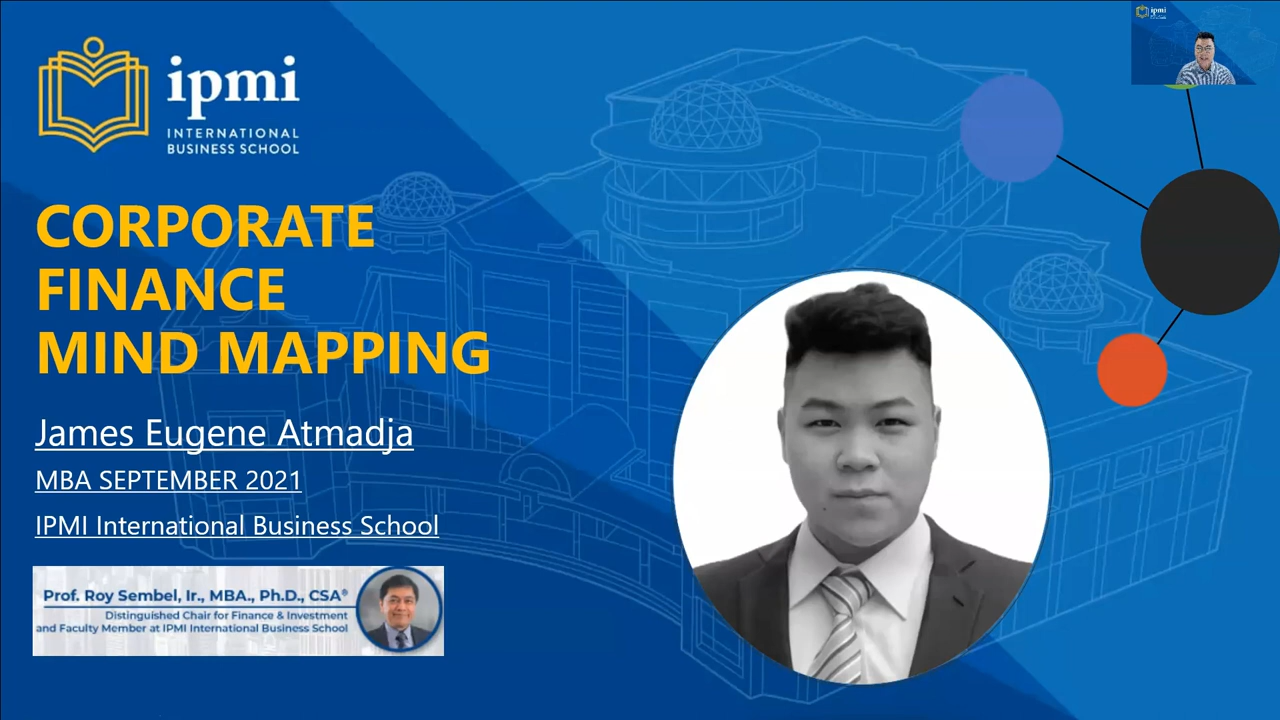 ipmi
INTERNATIONAL
BUSINESS SCHOOL
CORPORATE
FINANCE
MIND MAPPING
James Eugene Atmadja
MBA SEPTEMBER 2021
IPMI International Business School
Prof. Roy Sembel, Ir., MBA., Ph.D., CSA®
Distinguished Chair for Finance & Investment
and Faculty Member at IPMI International Business School
ipmi